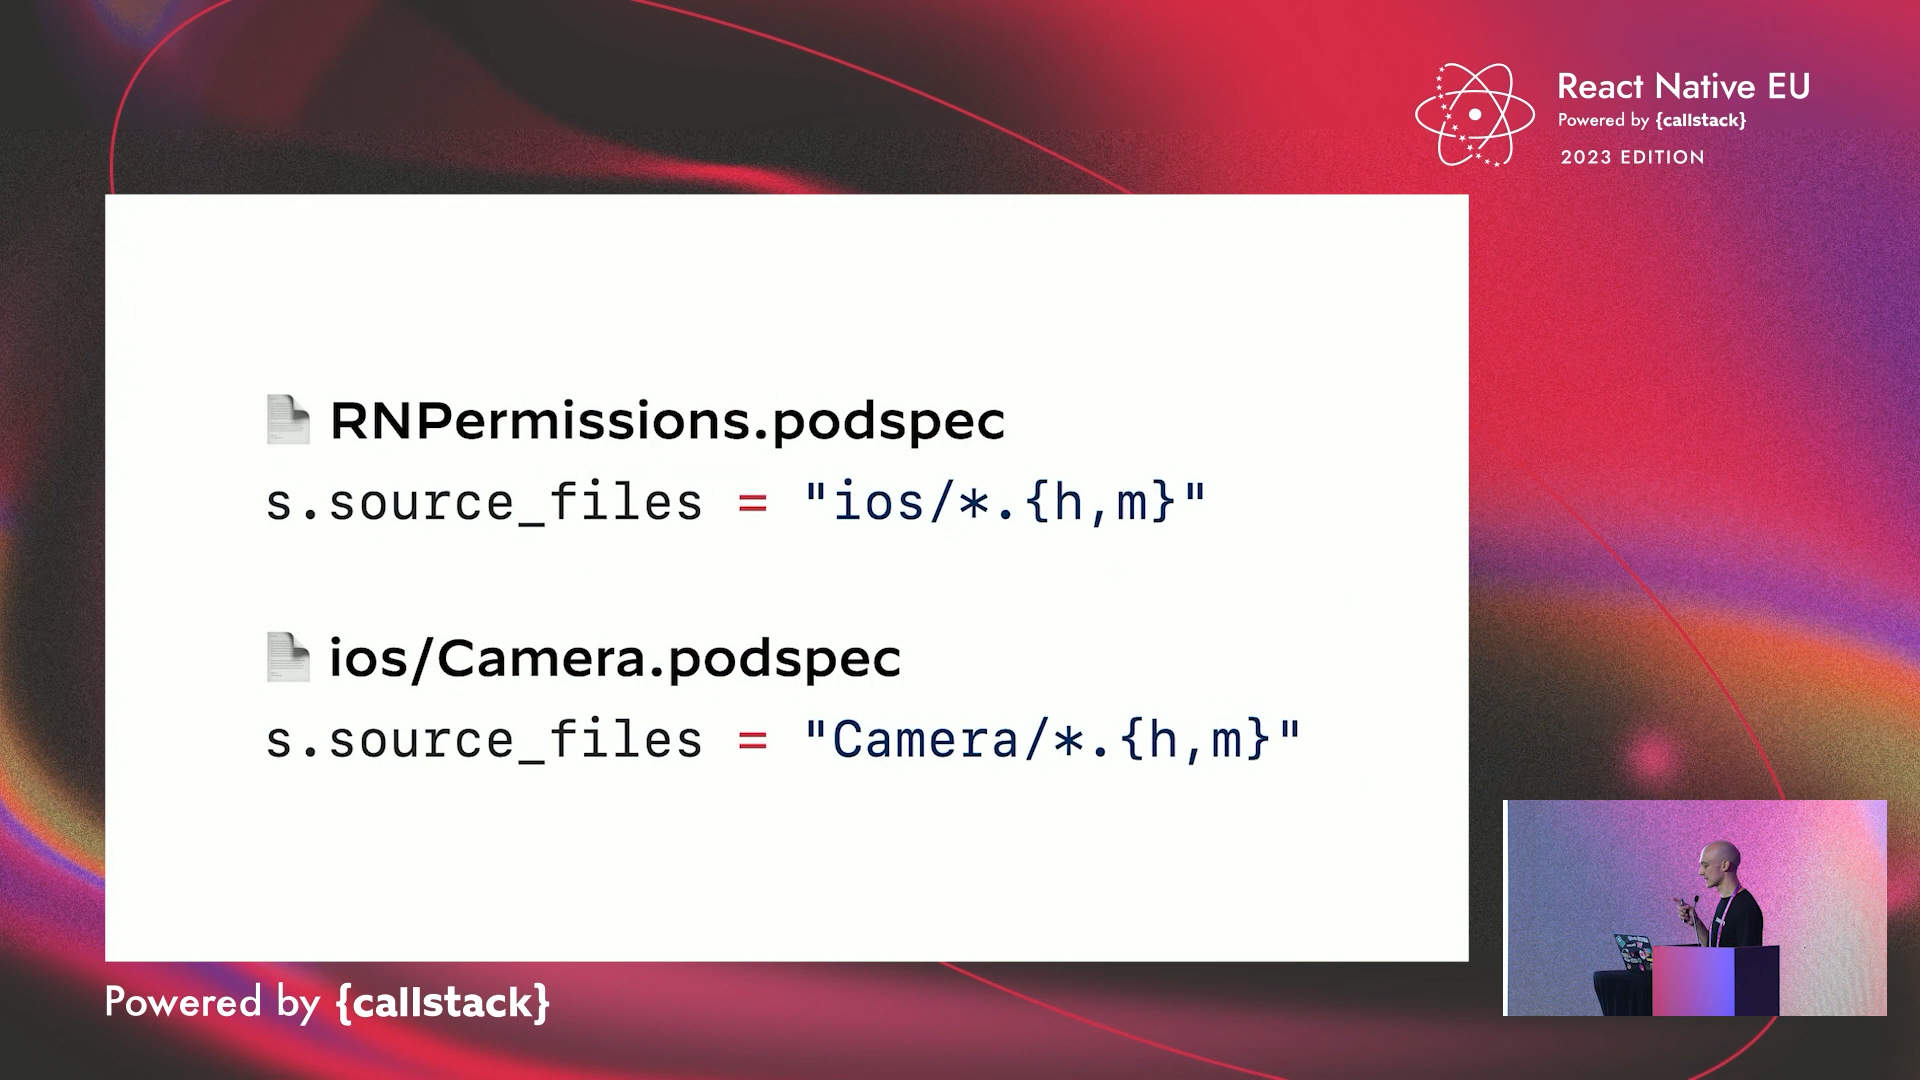 React Native EU
Powered by {callstack}
2023 EDITION
RNPermissions.podspec
s.source_files = "ios/*.{h,m}"
ios/Camera.podspec
s.source_files = "Camera/*.{h,m}"
Powered by {callstack}